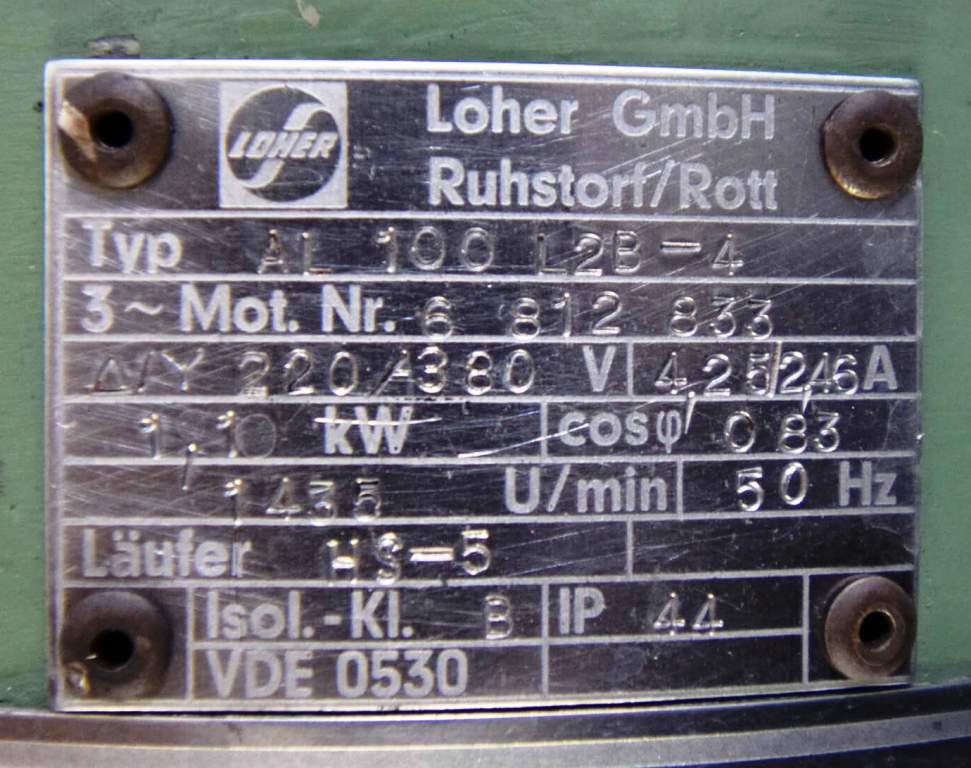 LOHER
Loher GmbH
Ruhstorf/Rott
Typ AL 100 L2B-4
3~Mot. Nr. 6 812 833
Δ/Y 220/380 V 4,25/2,46 A
1,10 kW cosφ 0,83
1435 U/min 50 Hz
Läufer HS-5
Isol.-Kl. B IP 44
VDE 0530